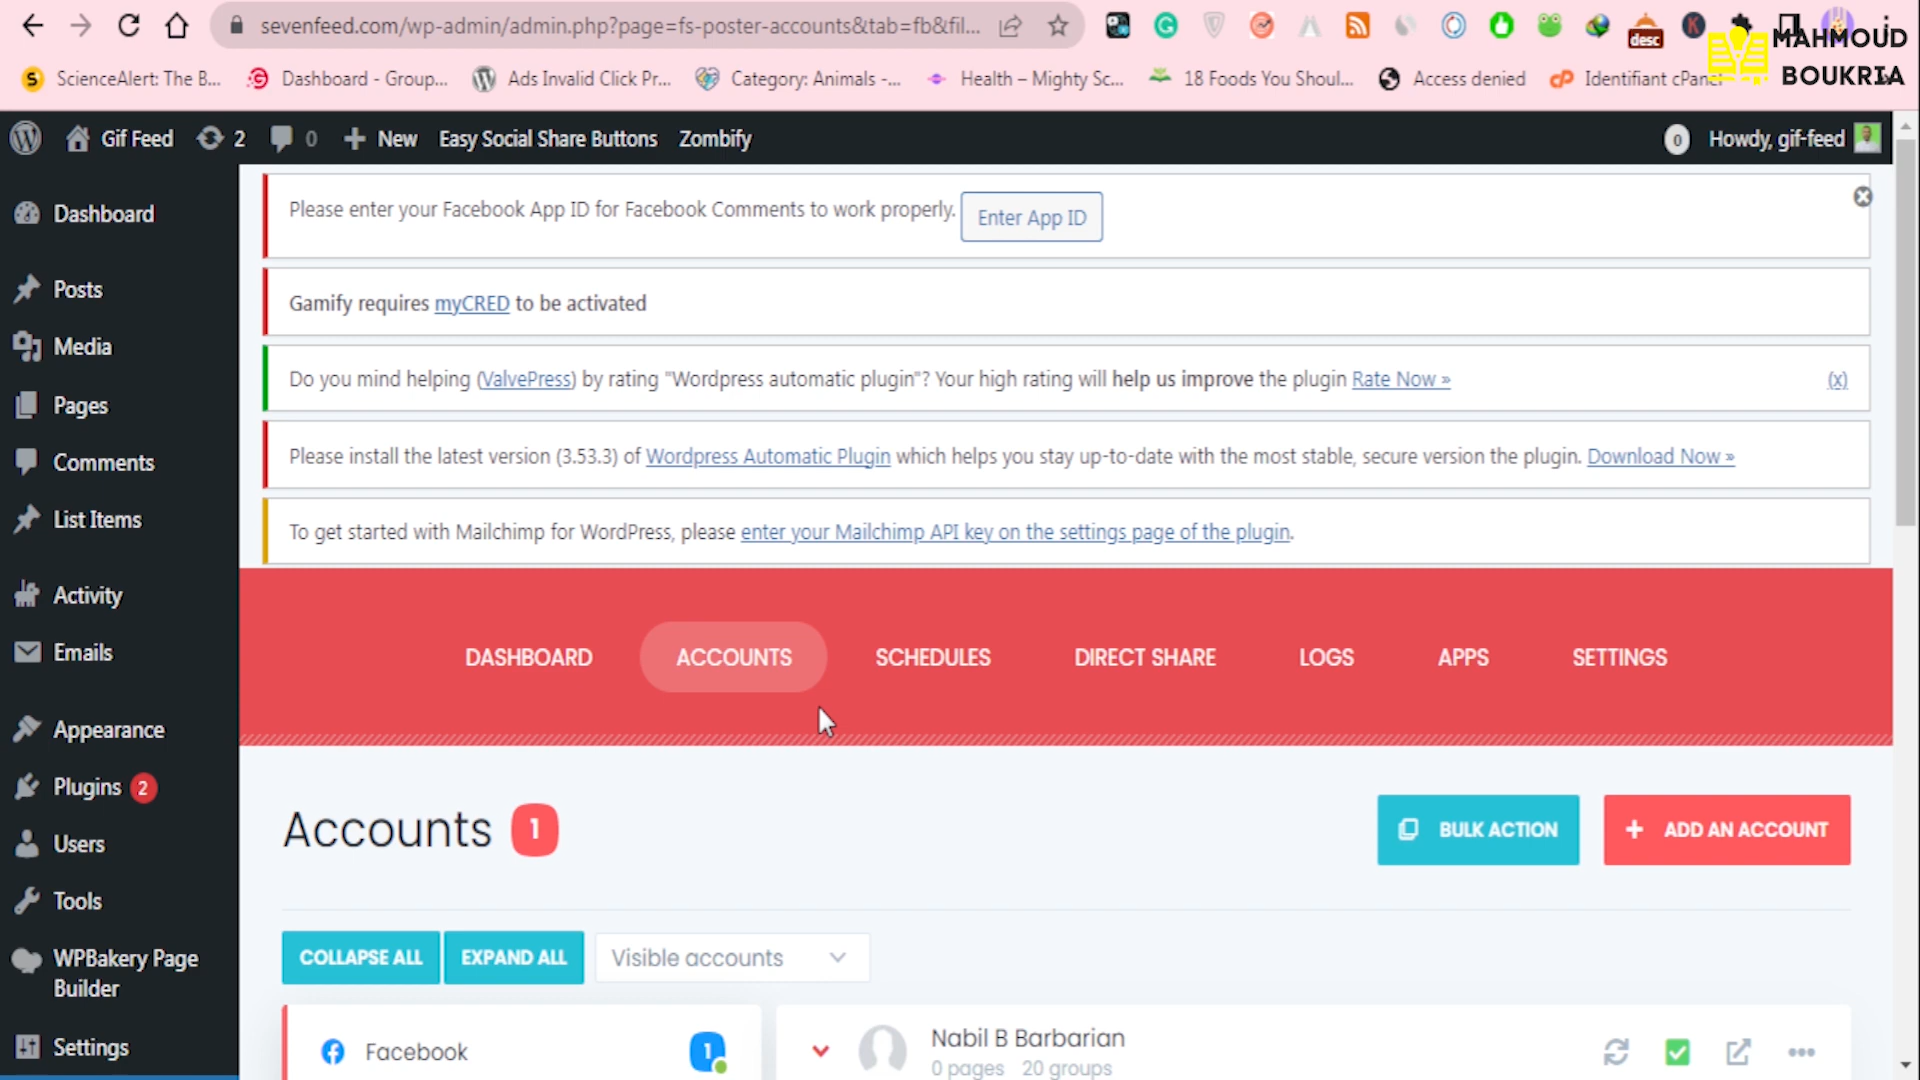 sevenfeed.com/wp-admin/admin.php?page=fs-poster-accounts&tab=fb&fil...
desc
K
MAHMOUD
BOUKRIA
S ScienceAlert: The B...
Dashboard - Group...
Ads Invalid Click Pr...
Category: Animals -...
Health – Mighty Sc...
18 Foods You Shoul...
Access denied
cP Identifiant cPanel
Gif Feed 2 0 + New Easy Social Share Buttons Zombify
0 Howdy, gif-feed
Dashboard
Posts
Media
Pages
Comments
List Items
Activity
Emails
Appearance
Plugins 2
Users
Tools
WPBakery Page
Builder
Settings
Please enter your Facebook App ID for Facebook Comments to work properly. Enter App ID
Gamify requires myCRED to be activated
Do you mind helping (ValvePress) by rating "Wordpress automatic plugin"? Your high rating will help us improve the plugin Rate Now » (x)
Please install the latest version (3.53.3) of Wordpress Automatic Plugin which helps you stay up-to-date with the most stable, secure version the plugin. Download Now »
To get started with Mailchimp for WordPress, please enter your Mailchimp API key on the settings page of the plugin.
DASHBOARD ACCOUNTS SCHEDULES DIRECT SHARE LOGS APPS SETTINGS
Accounts 1
BULK ACTION
+ ADD AN ACCOUNT
COLLAPSE ALL EXPAND ALL Visible accounts
Facebook 1
Nabil B Barbarian
0 pages 20 groups